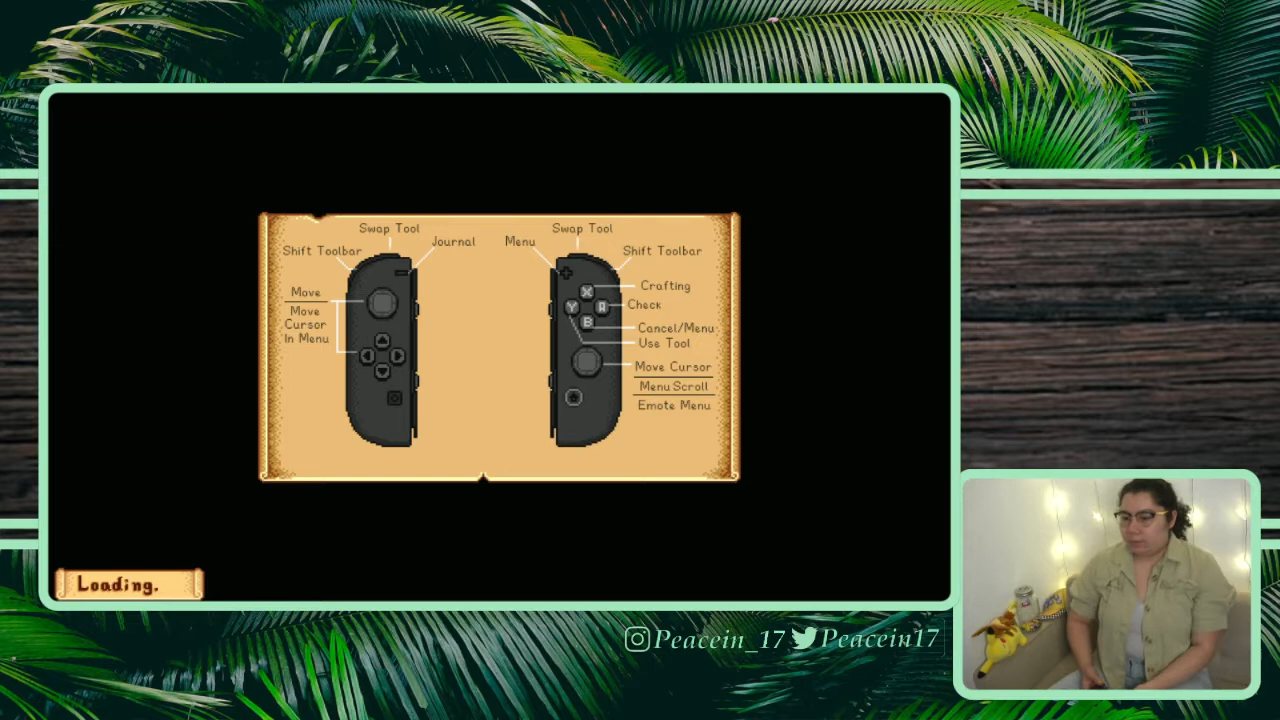 Swap Tool
Shift Toolbar
Journal
Move
Move
Cursor
In Menu
Swap Tool
Menu
Shift Toolbar
X
Y
A
B
Crafting
Check
Cancel/Menu
Use Tool
Move Cursor
Menu Scroll
Emote Menu
Loading.
Peacein_17 Peacein17